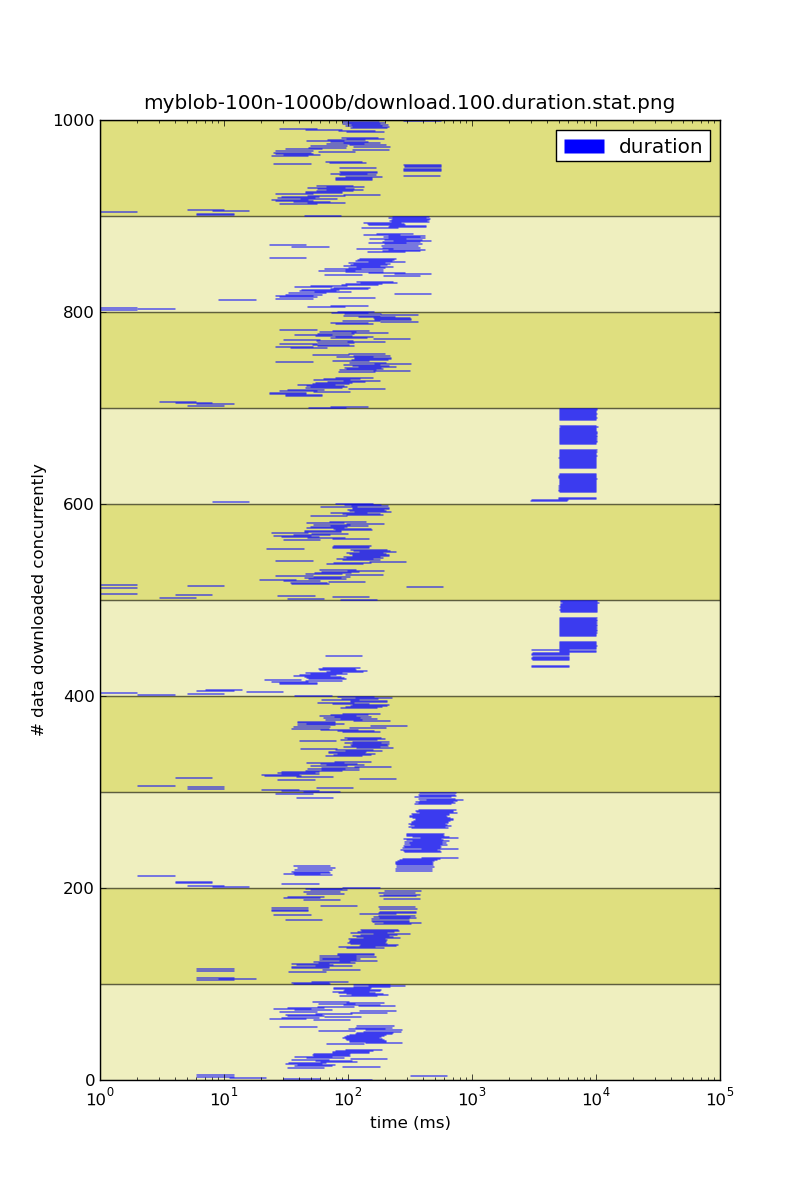 myblob-100n-1000b/download.100.duration.stat.png
duration
1000
800
600
400
200
0
# data downloaded concurrently
10^0 10^1 10^2 10^3 10^4 10^5
time (ms)